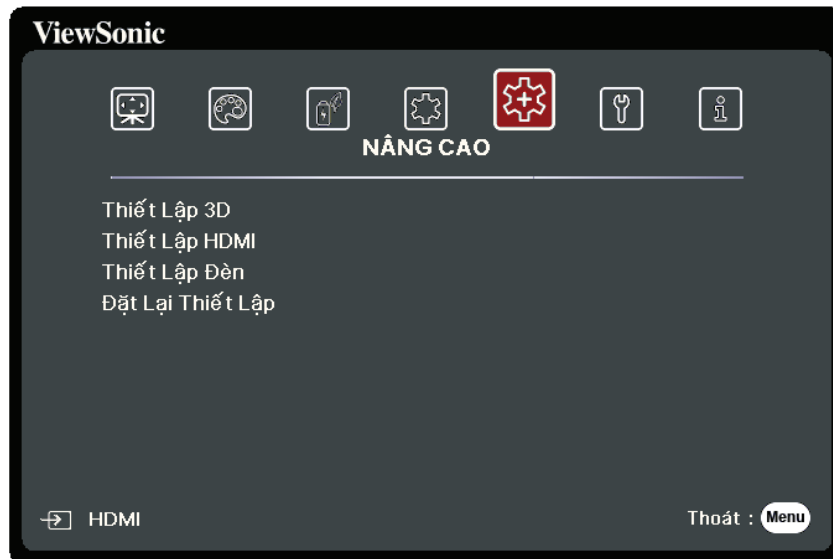 ViewSonic
NÂNG CAO
Thiết Lập 3D
Thiết Lập HDMI
Thiết Lập Đèn
Đặt Lại Thiết Lập
HDMI
Thoát : Menu